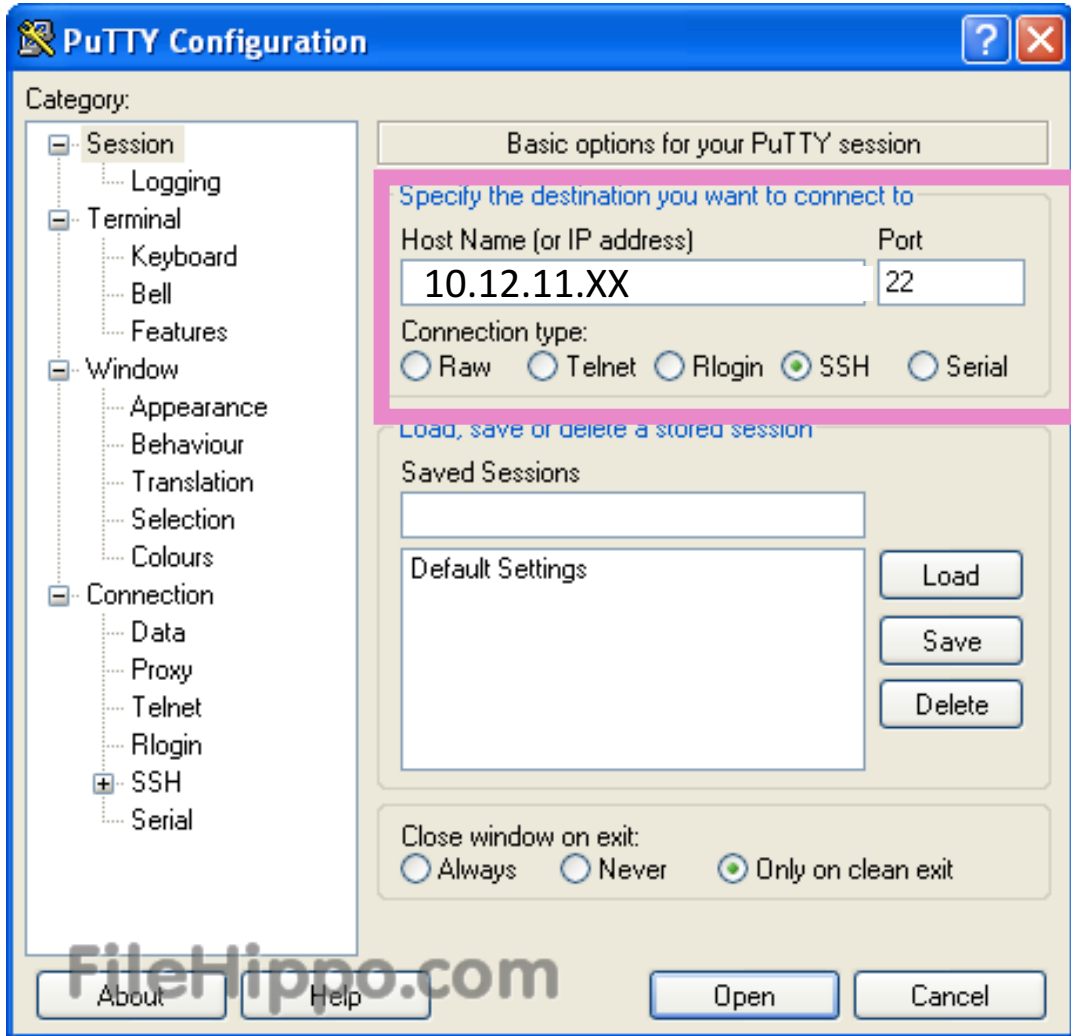 PuTTY Configuration
?
Category:
Session
Logging
Terminal
Keyboard
Bell
Features
Window
Appearance
Behaviour
Translation
Selection
Colours
Connection
Data
Proxy
Telnet
Rlogin
SSH
Serial
Basic options for your PuTTY session
Specify the destination you want to connect to
Host Name (or IP address) Port
10.12.11.XX 22
Connection type:
Raw Telnet Rlogin SSH Serial
Load, save or delete a stored session
Saved Sessions
Default Settings
Load
Save
Delete
Close window on exit:
Always Never Only on clean exit
FileHippo.com
About Help Open Cancel